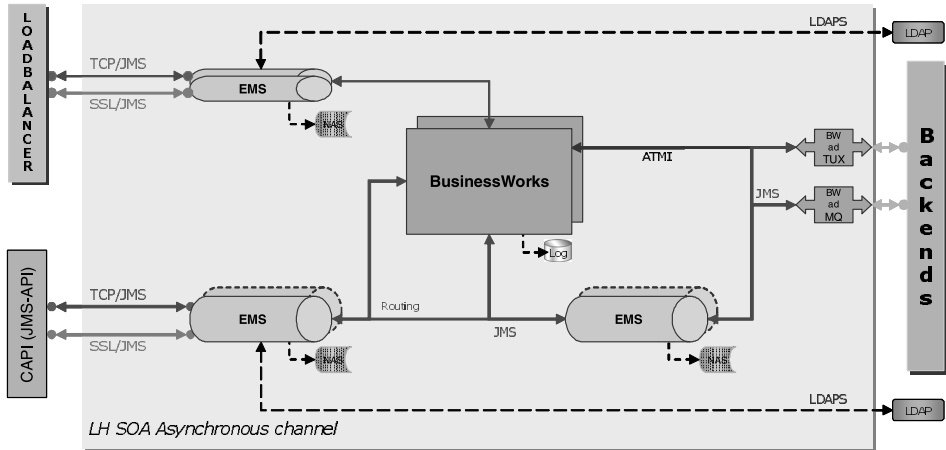 LOADBALANCER
TCP/JMS
SSL/JMS
EMS
NAS
LDAPS
LDAP
BusinessWorks
Log
ATMI
JMS
BW
ad
TUX
BW
ad
MQ
Backends
CAPI (JMS-API)
TCP/JMS
SSL/JMS
EMS
NAS
Routing
JMS
EMS
NAS
LDAPS
LDAP
LH SOA Asynchronous channel